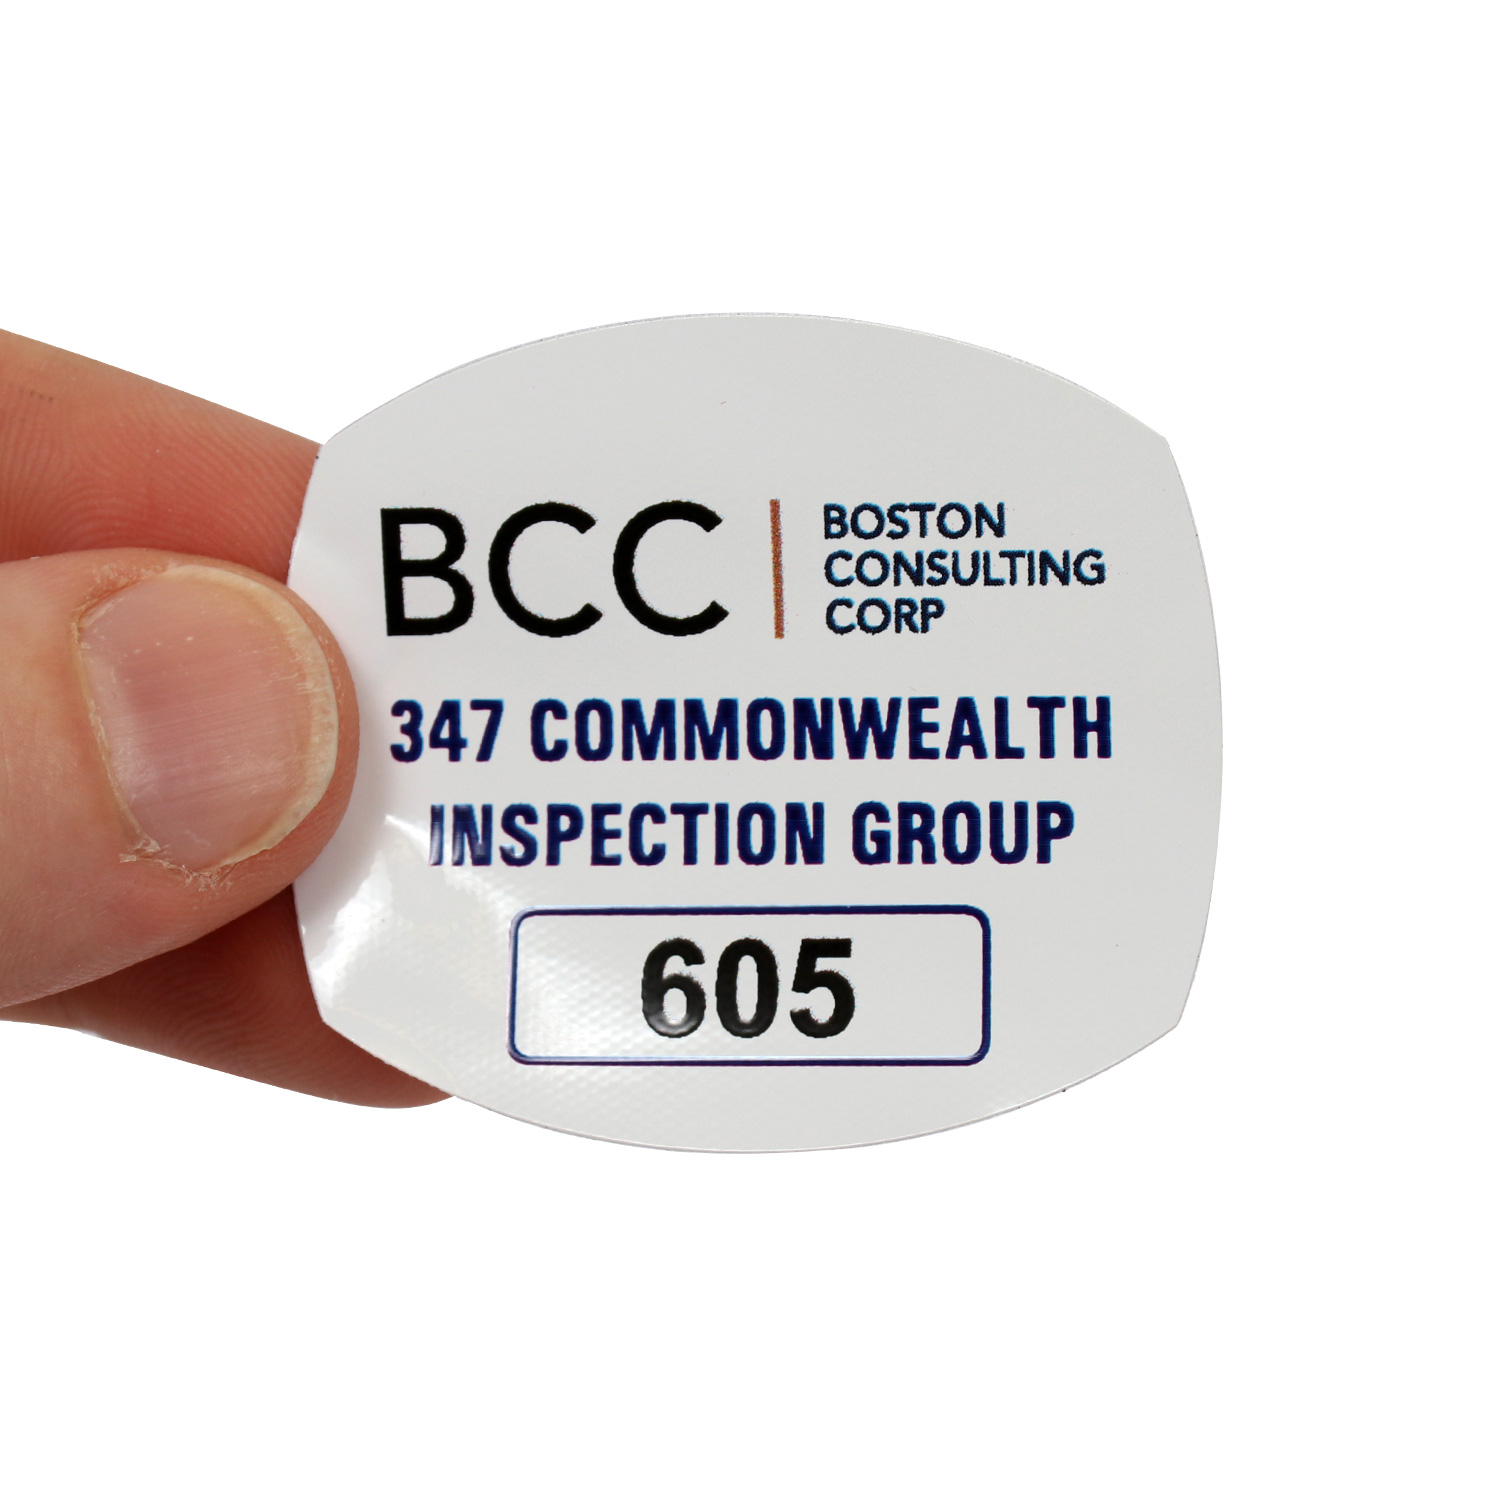 BCC
BOSTON
CONSULTING
CORP
347 COMMONWEALTH
INSPECTION GROUP
605